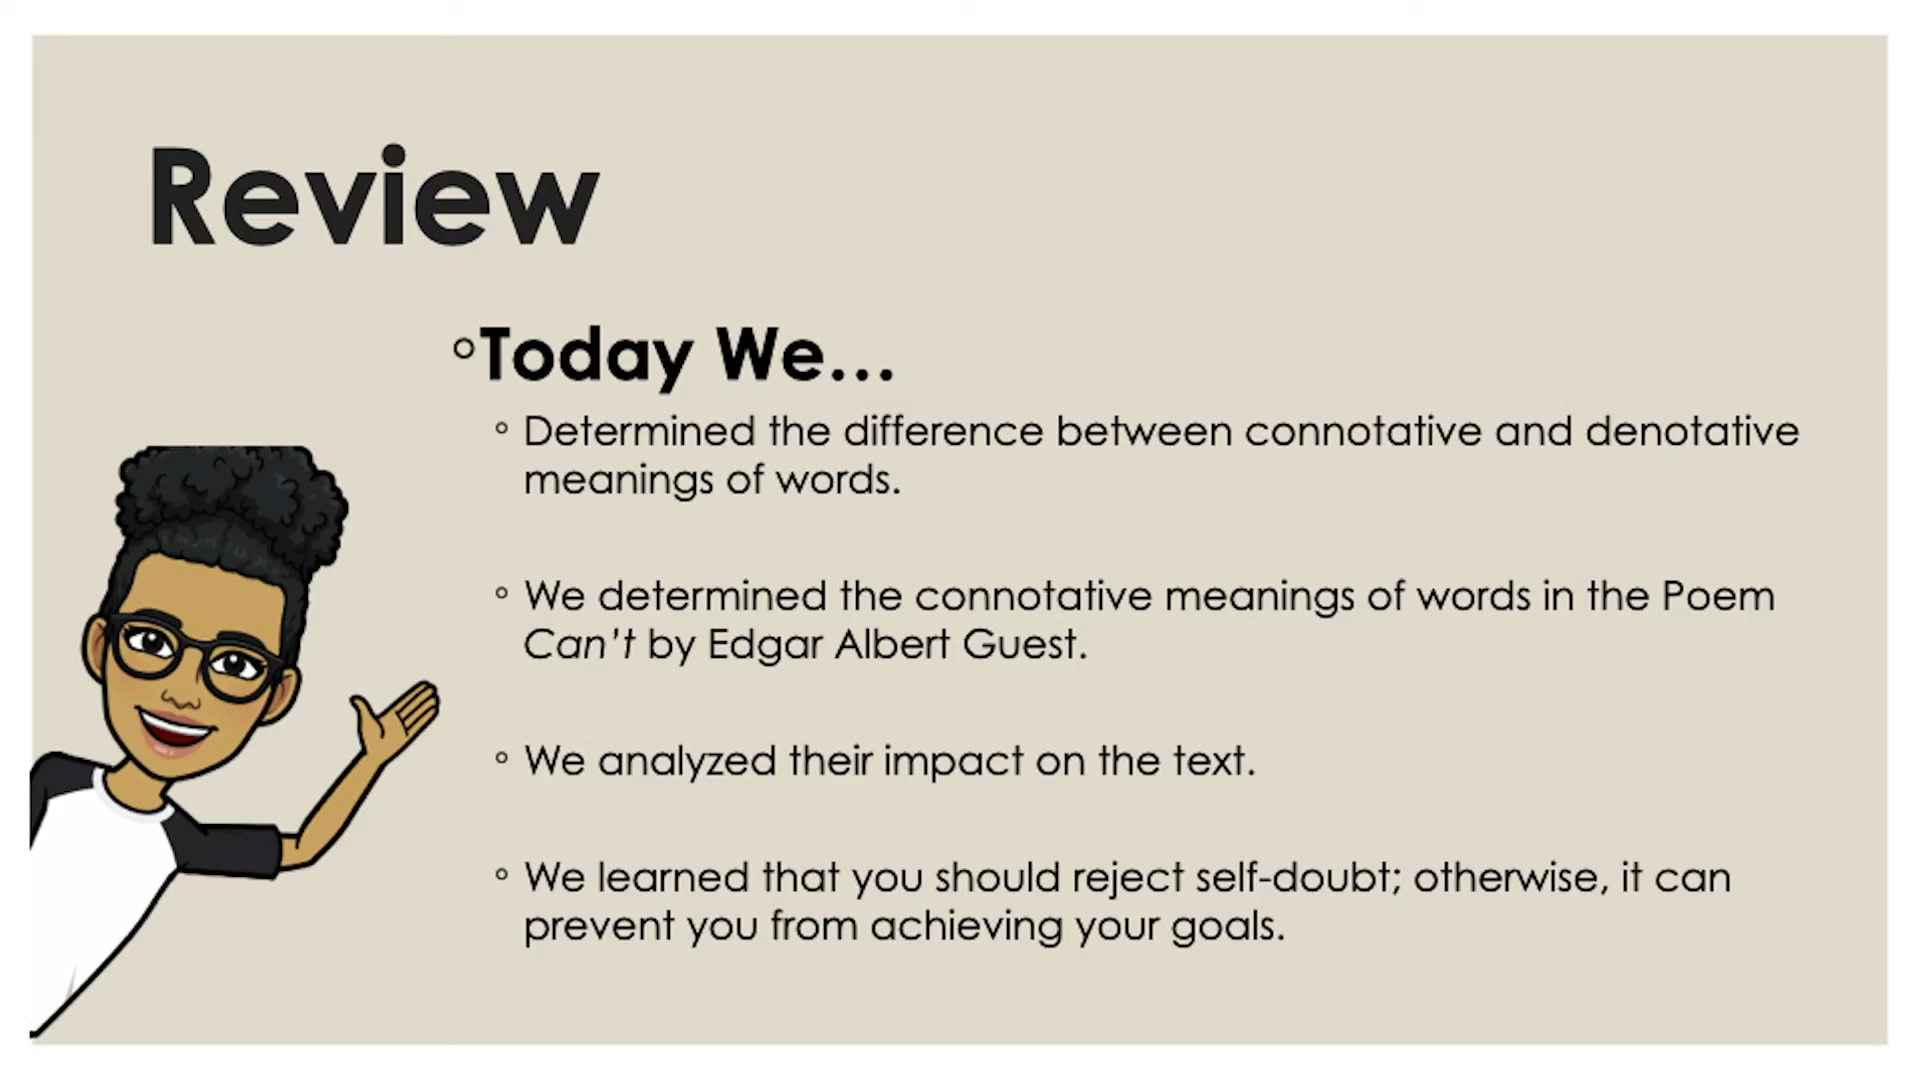 Review
Today We...
Determined the difference between connotative and denotative
meanings of words.
We determined the connotative meanings of words in the Poem
Can't by Edgar Albert Guest.
We analyzed their impact on the text.
We learned that you should reject self-doubt; otherwise, it can
prevent you from achieving your goals.